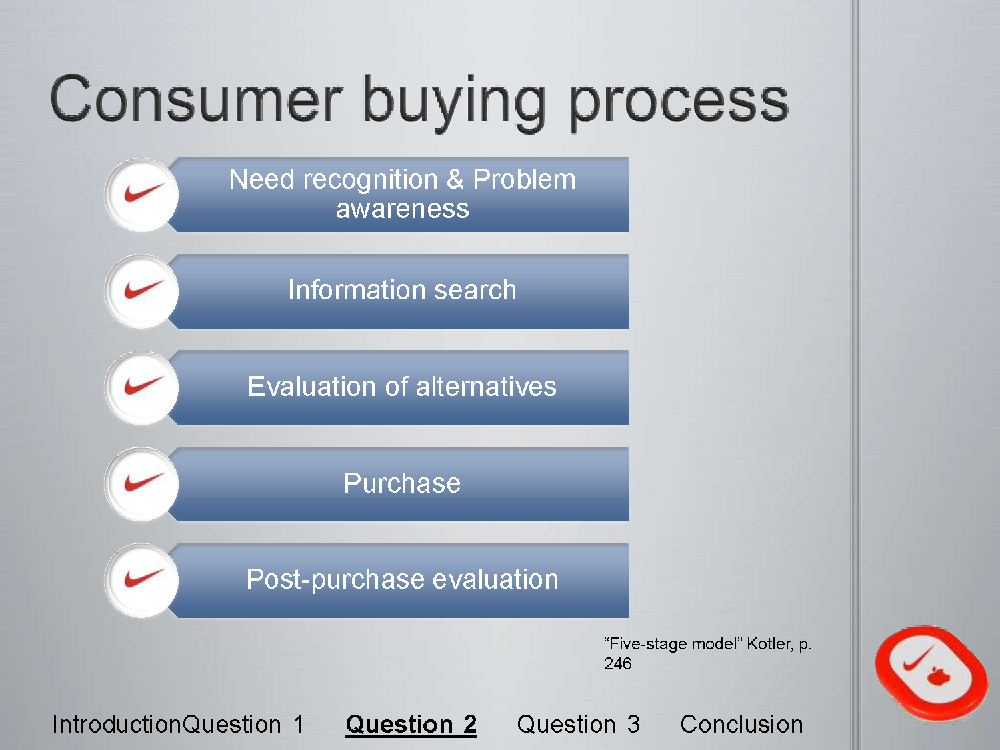 Consumer buying process
Need recognition & Problem
awareness
Information search
Evaluation of alternatives
Purchase
Post-purchase evaluation
“Five-stage model” Kotler, p.
246
IntroductionQuestion 1 Question 2 Question 3 Conclusion